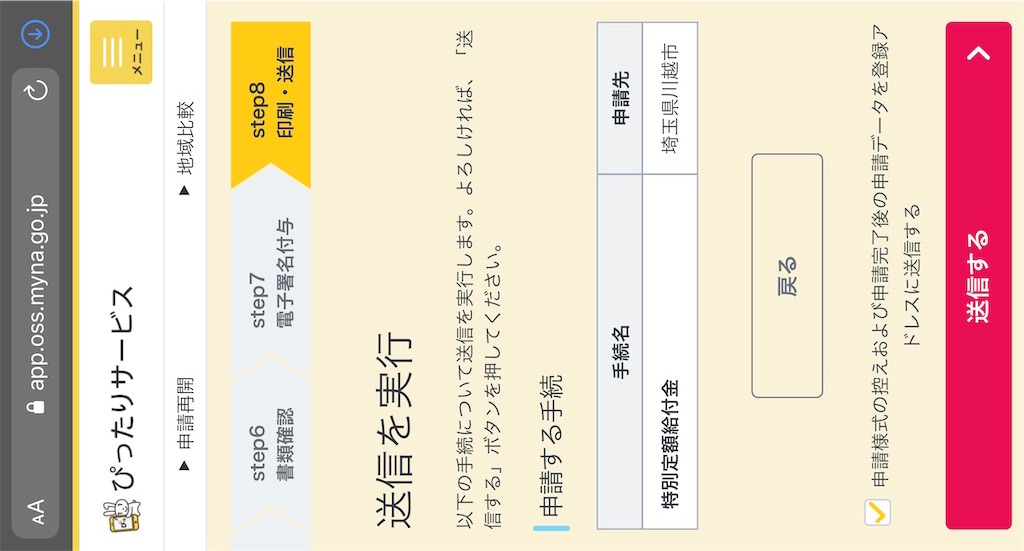 AA app.oss.myna.go.jp
ぴったりサービス
メニュー
▶ 申請再開 ▶ 地域比較
step6 step7 step8
書類確認 電子署名付与 印刷・送信
送信を実行
以下の手続について送信を実行します。よろしければ、「送
信する」ボタンを押してください。
申請する手続
手続名 申請先
特別定額給付金 埼玉県川越市
戻る
申請様式の控えおよび申請完了後の申請データを登録ア
ドレスに送信する
送信する